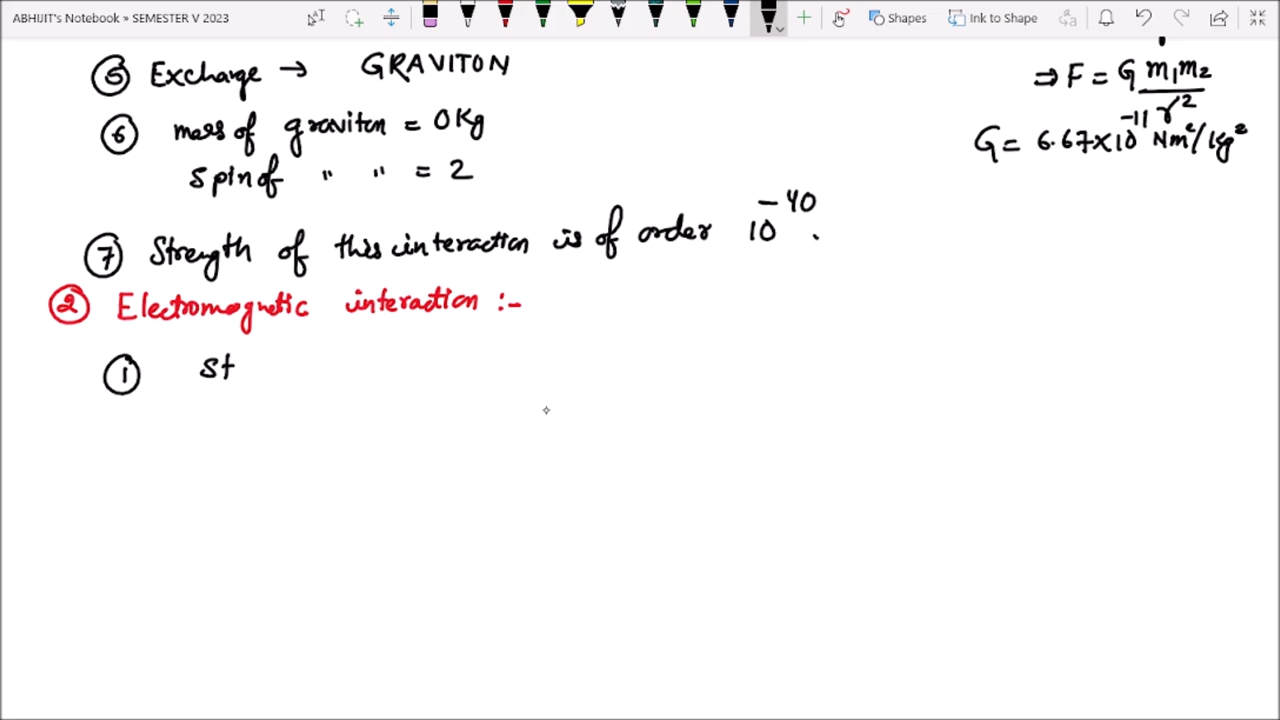 ABHIJIT's Notebook » SEMESTER V 2023
Shapes
Ink to Shape
⑤ Exchange → GRAVITON
⇒ F = G m₁m₂ / r²
⑥ mass of graviton = 0 Kg
G = 6.67×10⁻¹¹ Nm²/Kg²
spin of " " = 2
⑦ Strength of this interaction is of order 10⁻⁴⁰.
② Electromagnetic interaction :-
① St